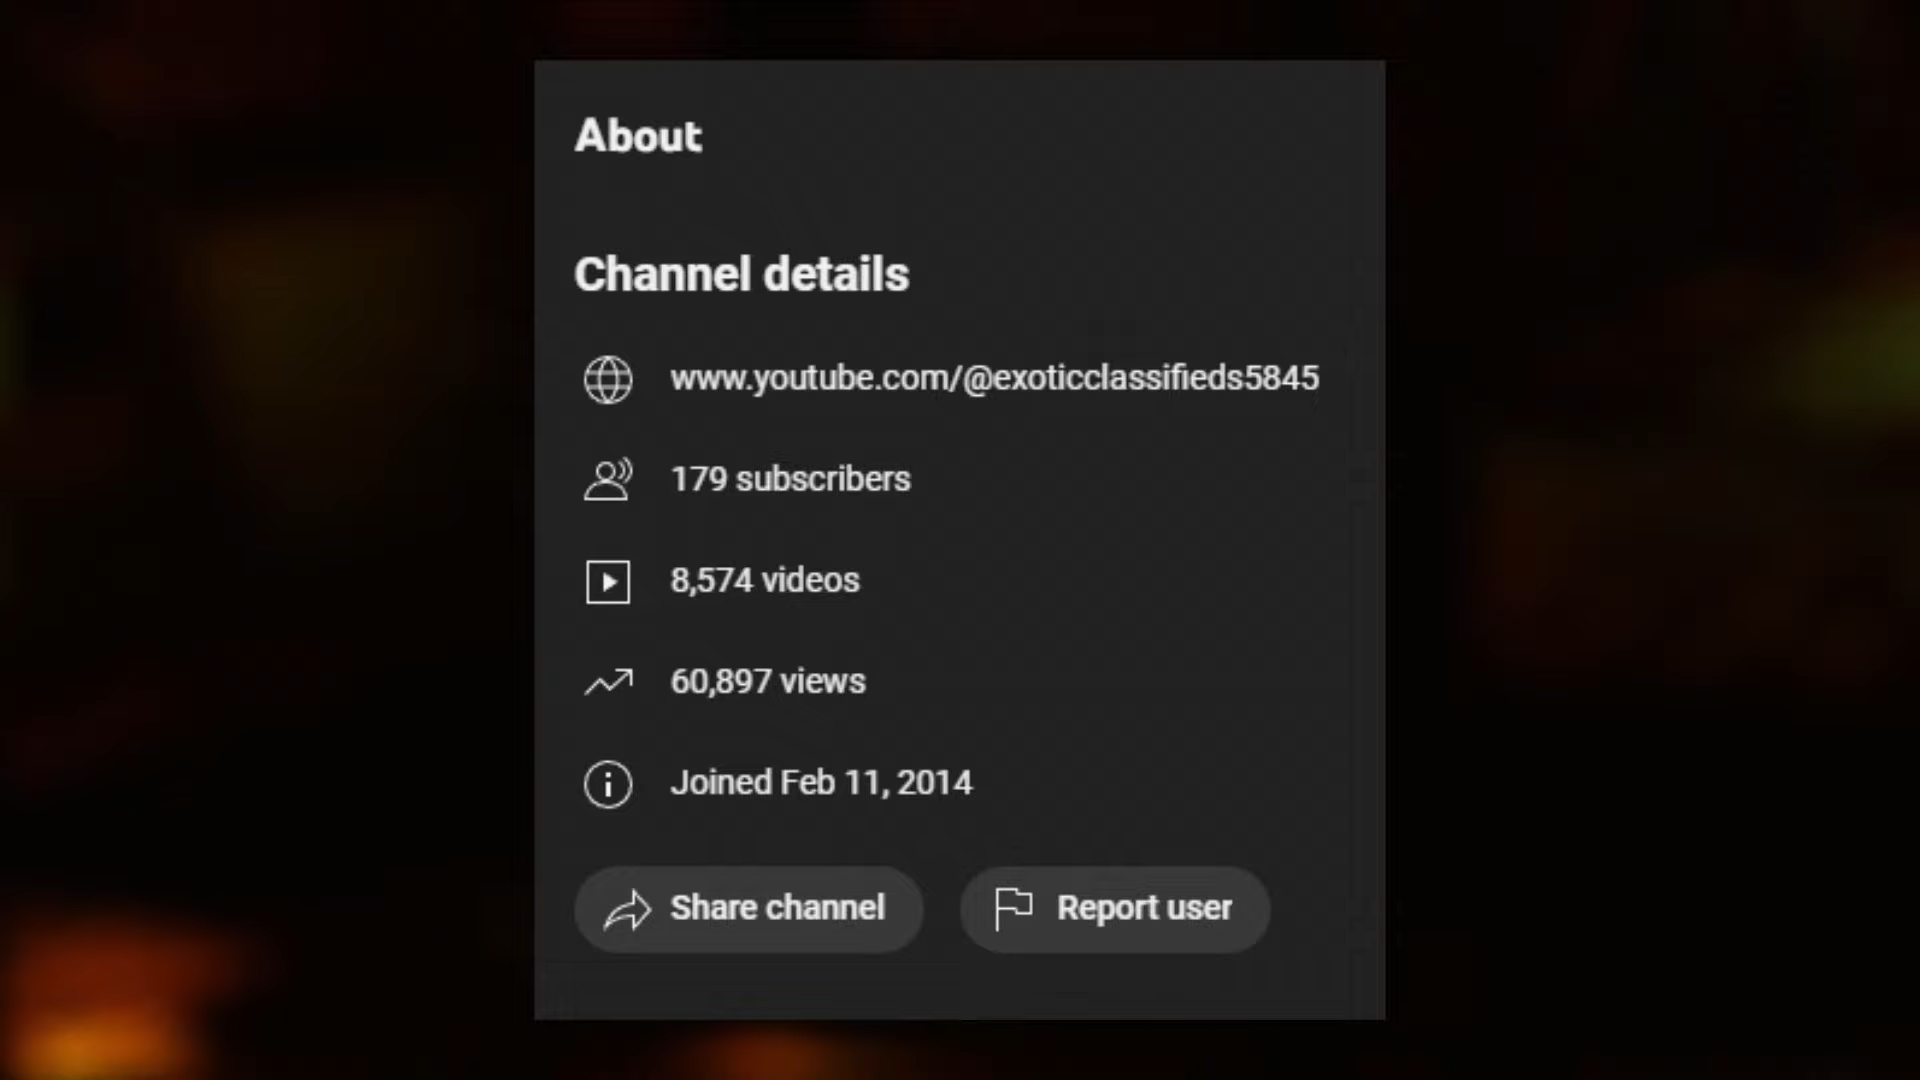 About
Channel details
www.youtube.com/@exoticclassifieds5845
179 subscribers
8,574 videos
60,897 views
Joined Feb 11, 2014
Share channel
Report user